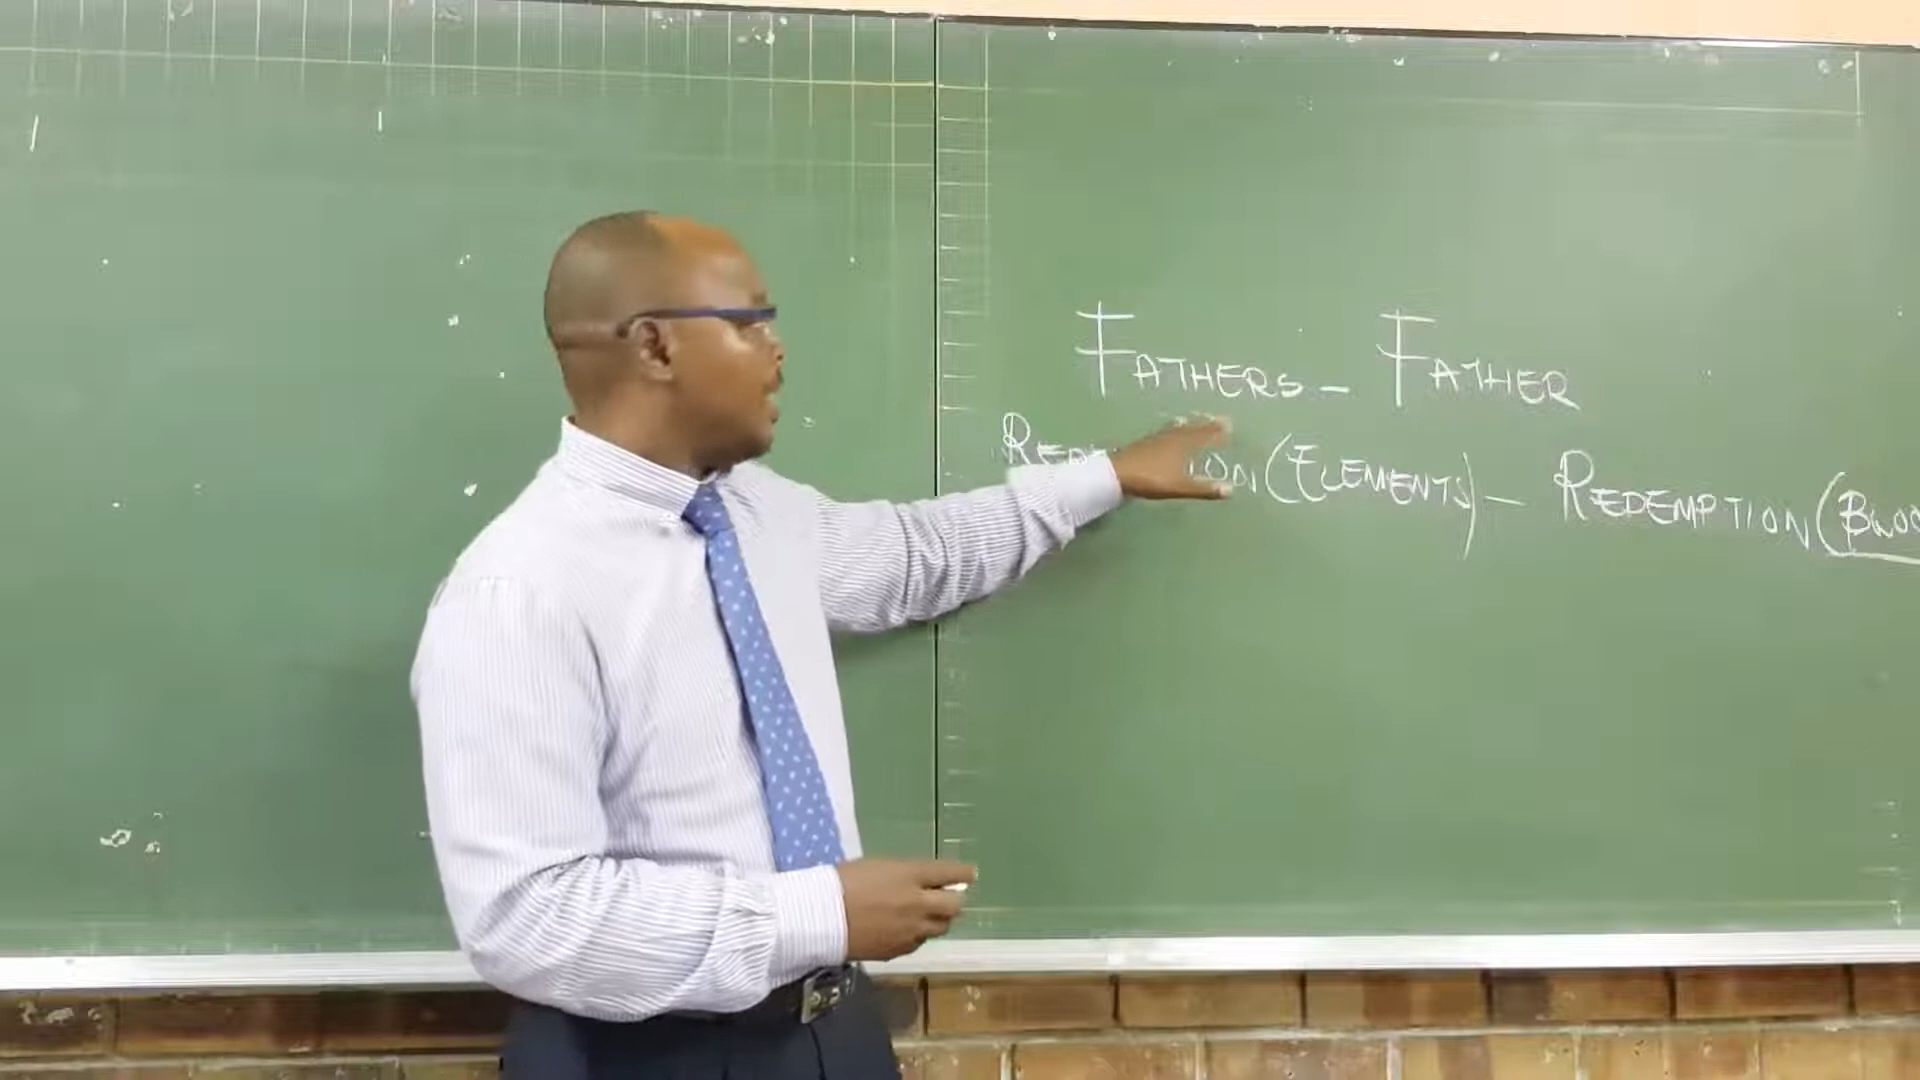 FATHERS - FATHER
(ELEMENTS) - REDEMPTION (